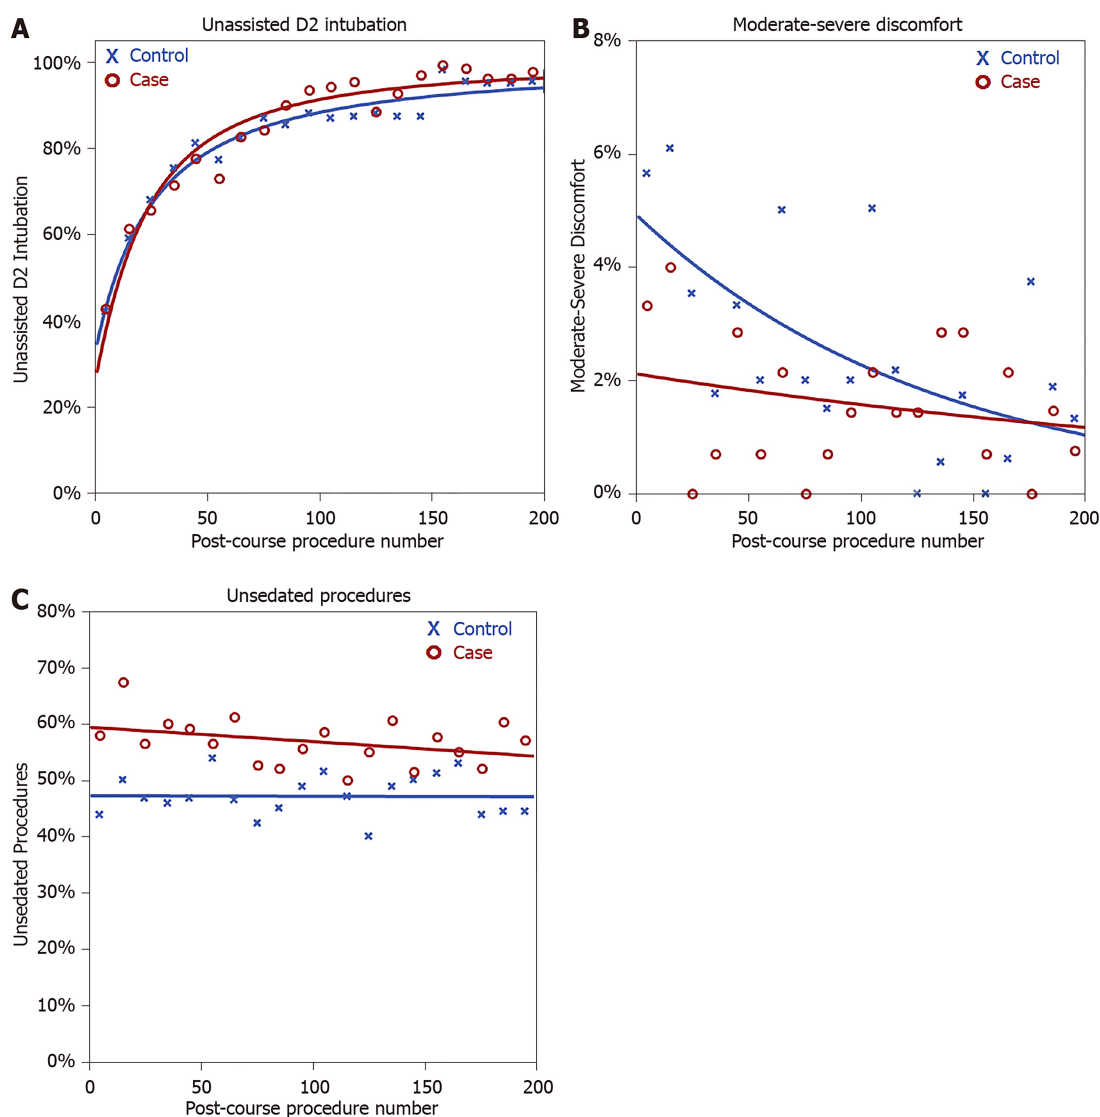 A
Unassisted D2 intubation
X Control
Case
100%
80%
60%
40%
20%
0%
Unassisted D2 Intubation
0 50 100 150 200
Post-course procedure number
B
Moderate-severe discomfort
X Control
Case
8%
6%
4%
2%
0%
Moderate-Severe Discomfort
0 50 100 150 200
Post-course procedure number
C
Unsedated procedures
X Control
Case
80%
70%
60%
50%
40%
30%
20%
10%
0%
Unsedated Procedures
0 50 100 150 200
Post-course procedure number